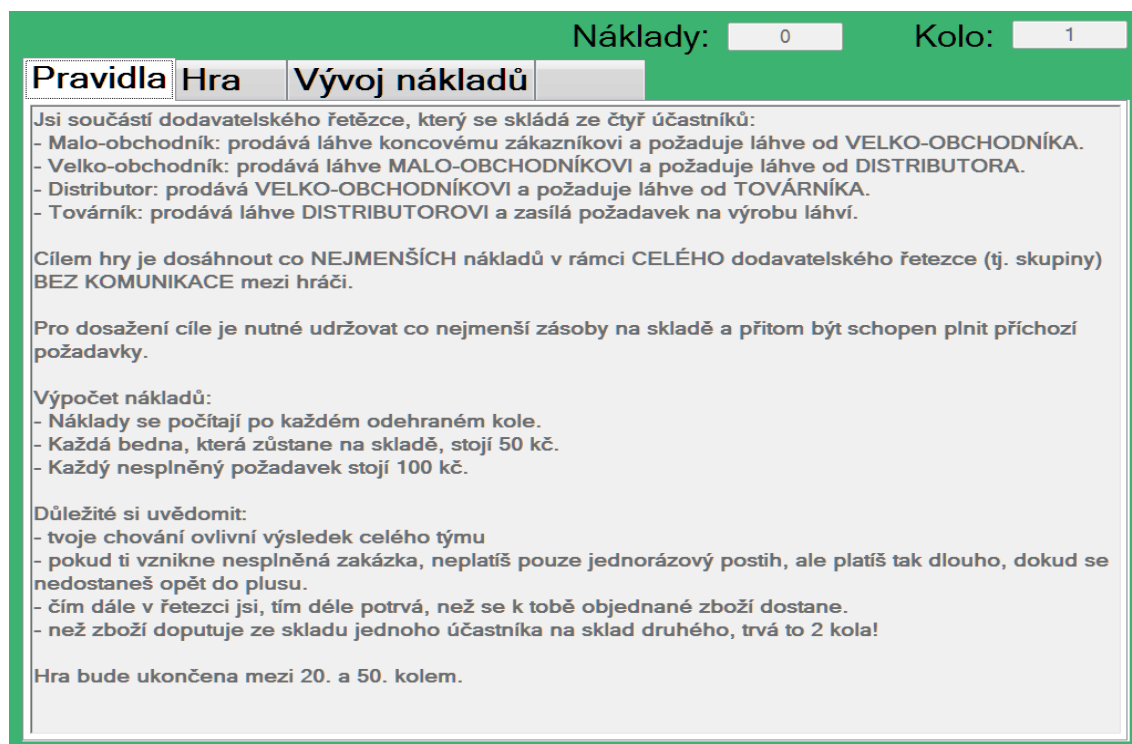 Náklady: 0 Kolo: 1
Pravidla Hra Vývoj nákladů
Jsi součástí dodavatelského řetězce, který se skládá ze čtyř účastníků:
- Malo-obchodník: prodává láhve koncovému zákazníkovi a požaduje láhve od VELKO-OBCHODNÍKA.
- Velko-obchodník: prodává láhve MALO-OBCHODNÍKOVI a požaduje láhve od DISTRIBUTORA.
- Distributor: prodává VELKO-OBCHODNÍKOVI a požaduje láhve od TOVÁRNÍKA.
- Továrník: prodává láhve DISTRIBUTOROVI a zasílá požadavek na výrobu láhví.
Cílem hry je dosáhnout co NEJMENŠÍCH nákladů v rámci CELÉHO dodavatelského řetezce (tj. skupiny)
BEZ KOMUNIKACE mezi hráči.
Pro dosažení cíle je nutné udržovat co nejmenší zásoby na skladě a přitom být schopen plnit příchozí
požadavky.
Výpočet nákladů:
- Náklady se počítají po každém odehraném kole.
- Každá bedna, která zůstane na skladě, stojí 50 kč.
- Každý nesplněný požadavek stojí 100 kč.
Důležité si uvědomit:
- tvoje chování ovlivní výsledek celého týmu
- pokud ti vznikne nesplněná zakázka, neplatíš pouze jednorázový postih, ale platíš tak dlouho, dokud se
nedostaneš opět do plusu.
- čím dále v řetezci jsi, tím déle potrvá, než se k tobě objednané zboží dostane.
- než zboží doputuje ze skladu jednoho účastníka na sklad druhého, trvá to 2 kola!
Hra bude ukončena mezi 20. a 50. kolem.